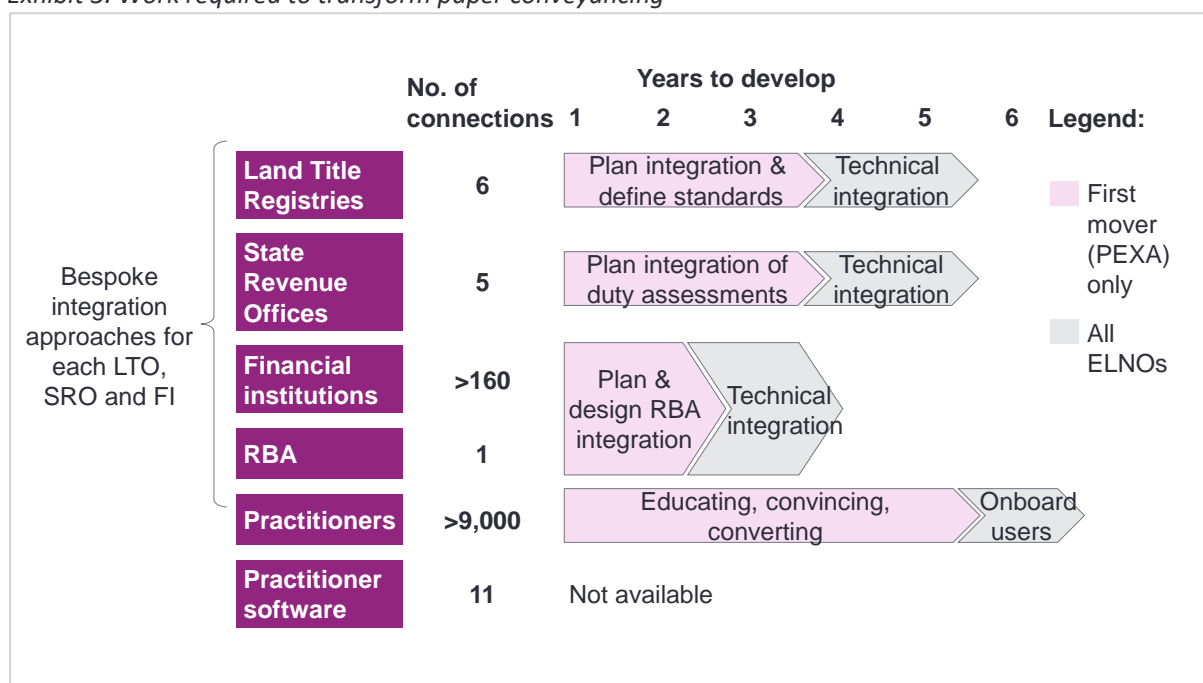 Exhibit 3: Work required to transform paper conveyancing
No. of
connections
Years to develop
1 2 3 4 5 6
Legend:
Land Title
Registries
6
Plan integration &
define standards
Technical
integration
First
mover
(PEXA)
only
State
Revenue
Offices
5
Plan integration of
duty assessments
Technical
integration
All
ELNOs
Bespoke
integration
approaches for
each LTO,
SRO and FI
Financial
institutions
>160
Plan &
design RBA
integration
Technical
integration
RBA
1
Practitioners
>9,000
Educating, convincing,
converting
Onboard
users
Practitioner
software
11
Not available